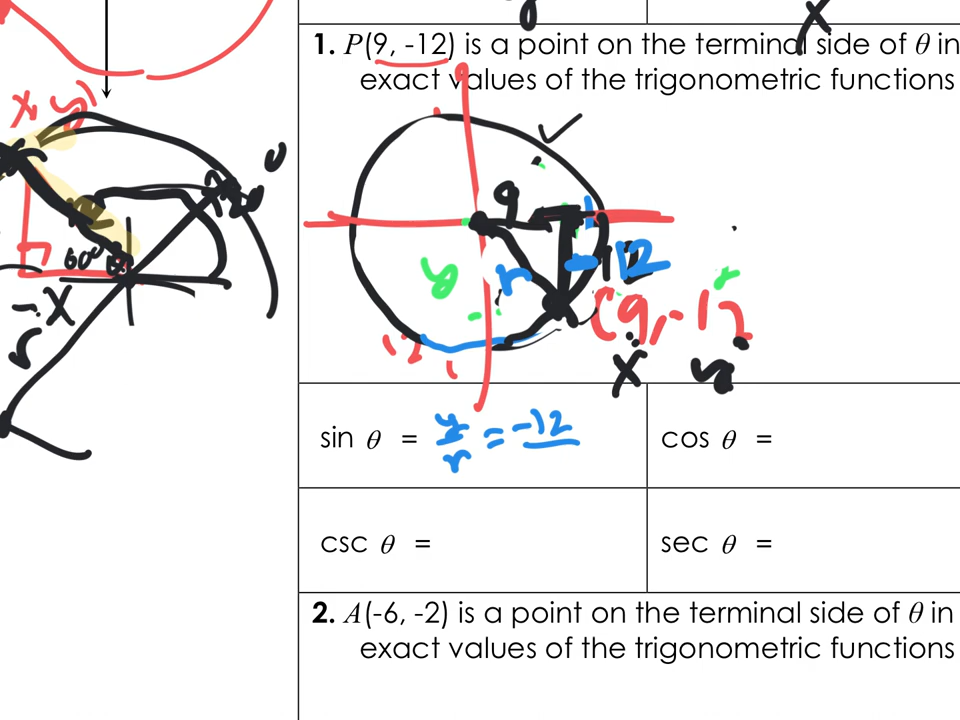 y
x
1. P(9, -12) is a point on the terminal side of θ in
exact values of the trigonometric functions
x, y)
9
-12
y
r
(9, -12
x y
60°
-x
sin θ = y/r = -12
cos θ =
csc θ =
sec θ =
2. A(-6, -2) is a point on the terminal side of θ in
exact values of the trigonometric functions